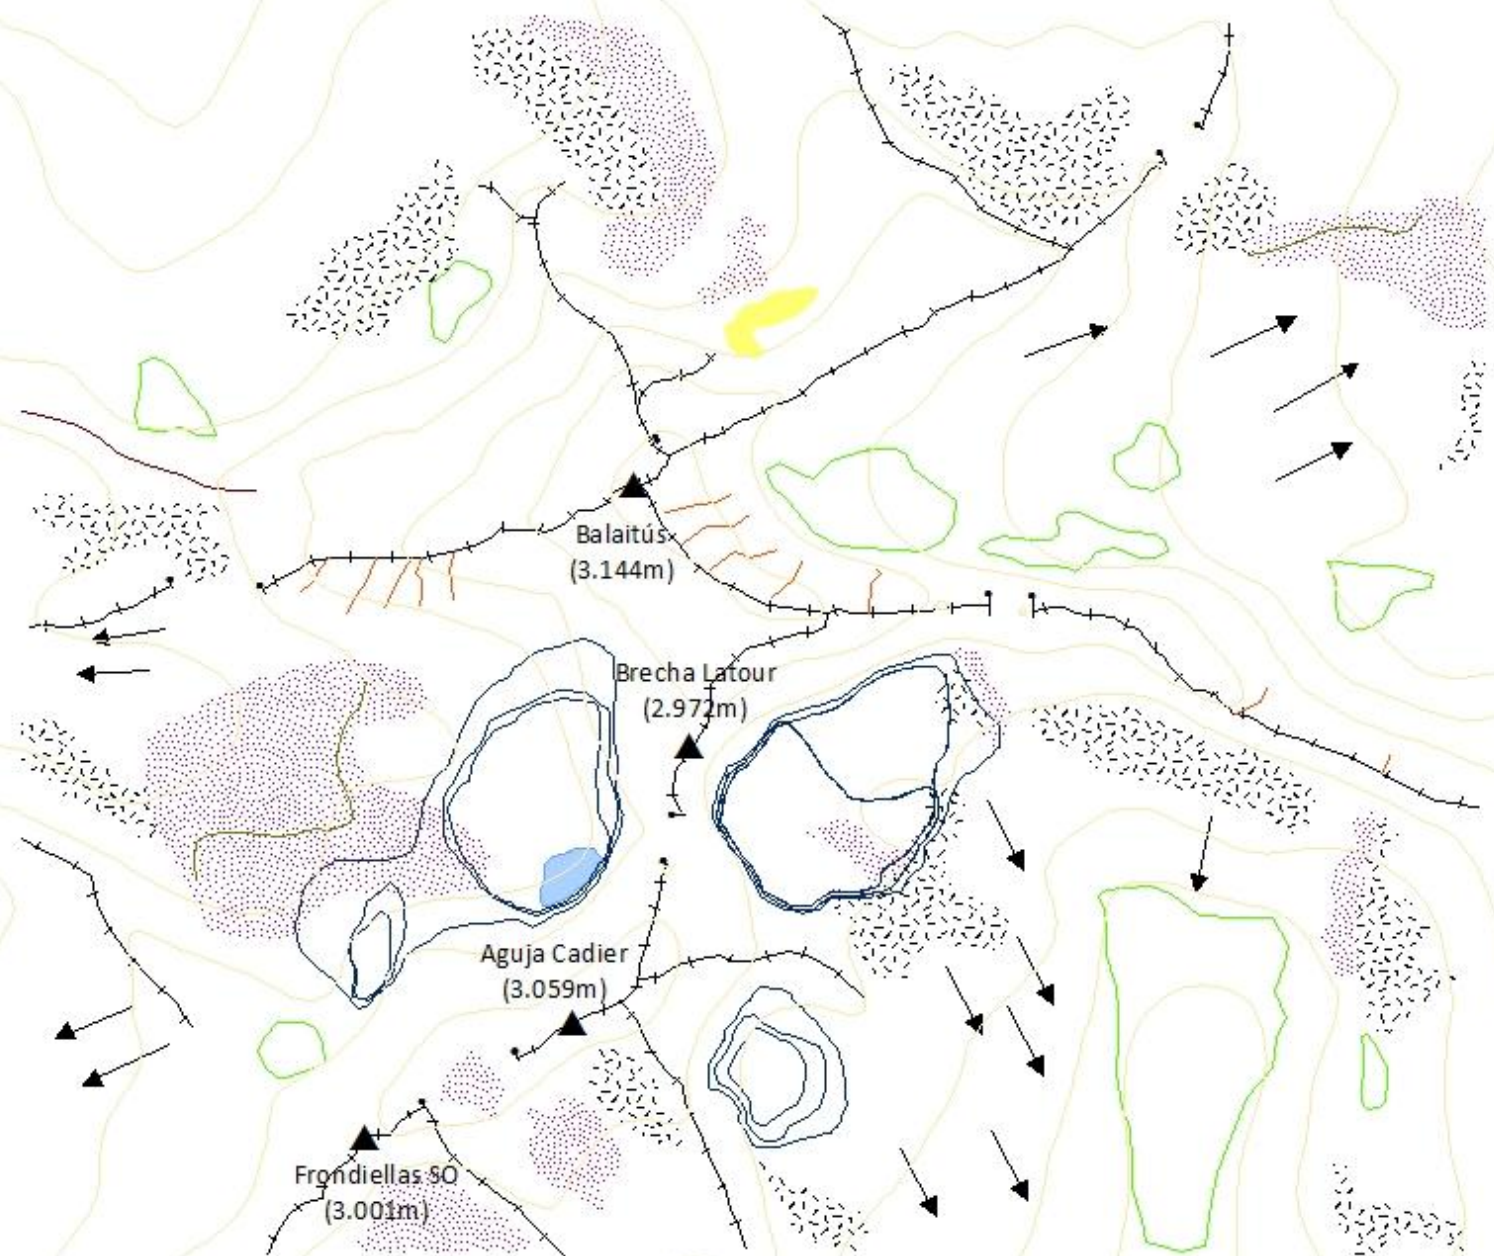 Balaitús
(3.144m)
Brecha Latour
(2.972m)
Aguja Cadier
(3.059m)
Frondiellas SO
(3.001m)